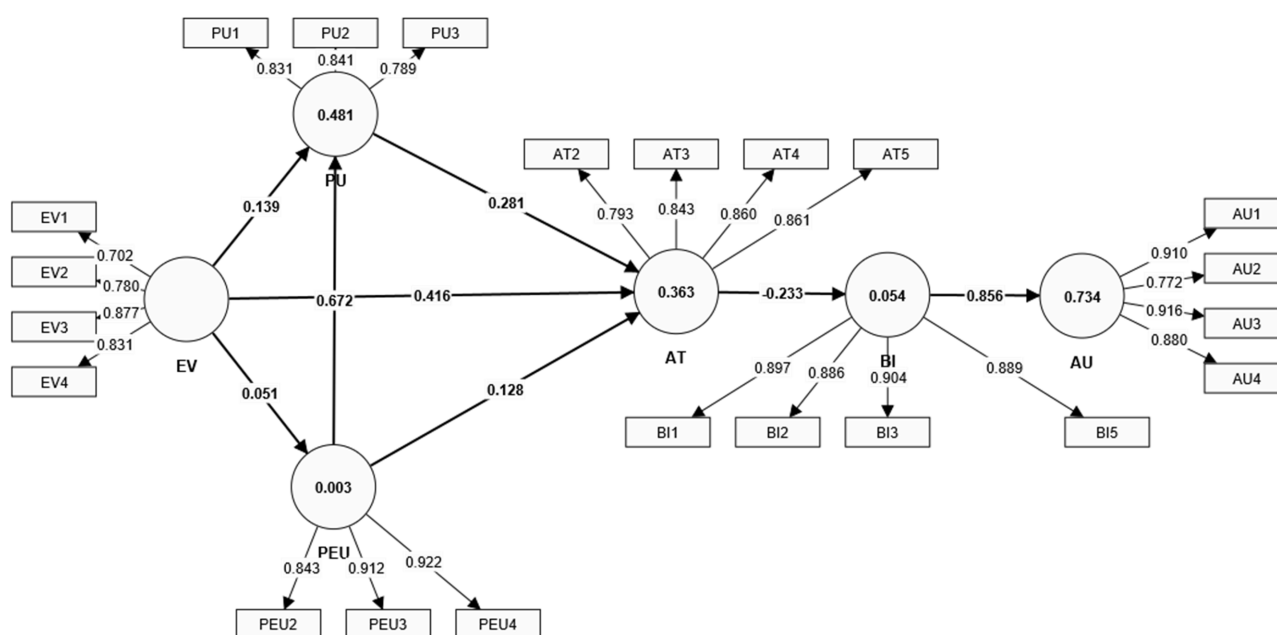 PU1
PU2
PU3
0.831
0.841
0.789
0.481
PU
AT2
AT3
AT4
AT5
0.793
0.843
0.860
0.861
EV1
EV2
EV3
EV4
0.702
0.780
0.877
0.831
EV
0.139
0.281
0.672
0.416
0.051
0.128
0.363
AT
-0.233
0.054
BI
0.856
0.734
AU
AU1
AU2
AU3
AU4
0.910
0.772
0.916
0.880
0.897
0.886
0.904
0.889
BI1
BI2
BI3
BI5
0.003
PEU
0.843
0.912
0.922
PEU2
PEU3
PEU4